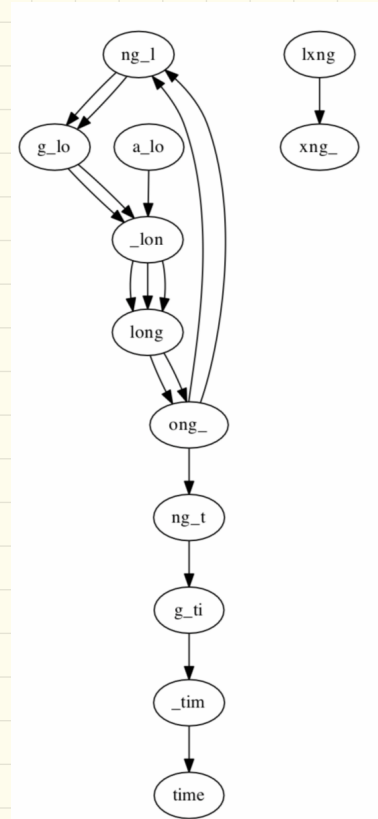 ng_l lxng
g_lo a_lo xng_
_lon
long
ong_
ng_t
g_ti
_tim
time